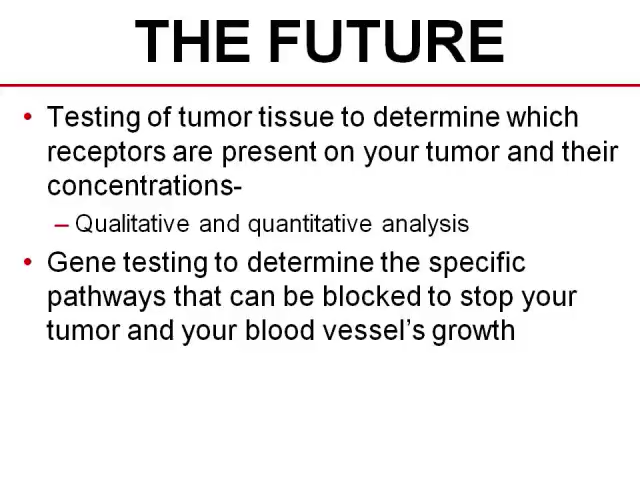 THE FUTURE
• Testing of tumor tissue to determine which
receptors are present on your tumor and their
concentrations-
– Qualitative and quantitative analysis
• Gene testing to determine the specific
pathways that can be blocked to stop your
tumor and your blood vessel’s growth